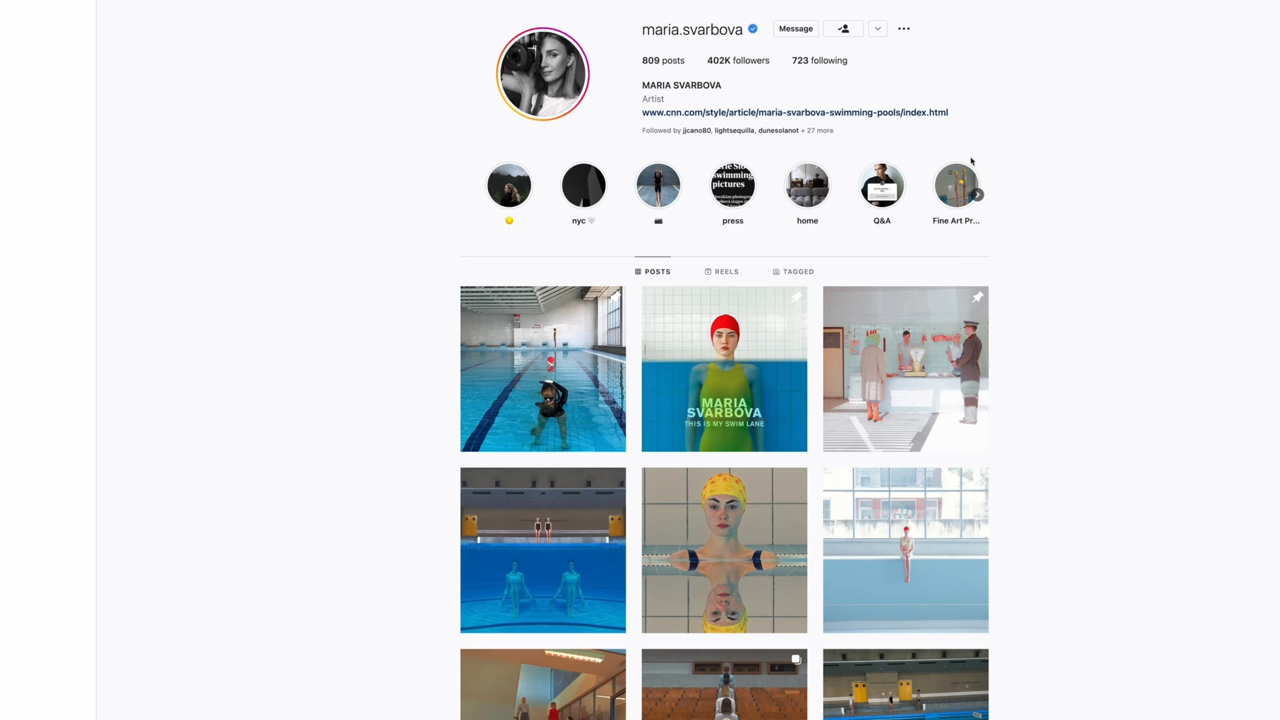 maria.svarbova
Message
809 posts 402K followers 723 following
MARIA SVARBOVA
Artist
www.cnn.com/style/article/maria-svarbova-swimming-pools/index.html
Followed by jjcano80, lightsequilla, dunesolanot + 27 more
swimming
pictures
nyc 🤍
press
home
Q&A
Fine Art Pr...
POSTS
REELS
TAGGED
MARIA
SVARBOVA
THIS IS MY SWIM LANE